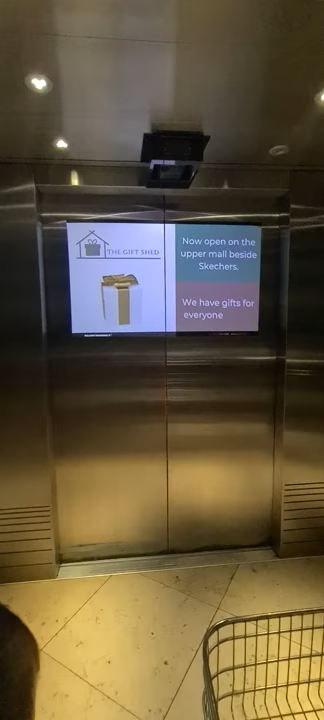 THE GIFT SHED
Now open on the
upper mall beside
Skechers.
We have gifts for
everyone